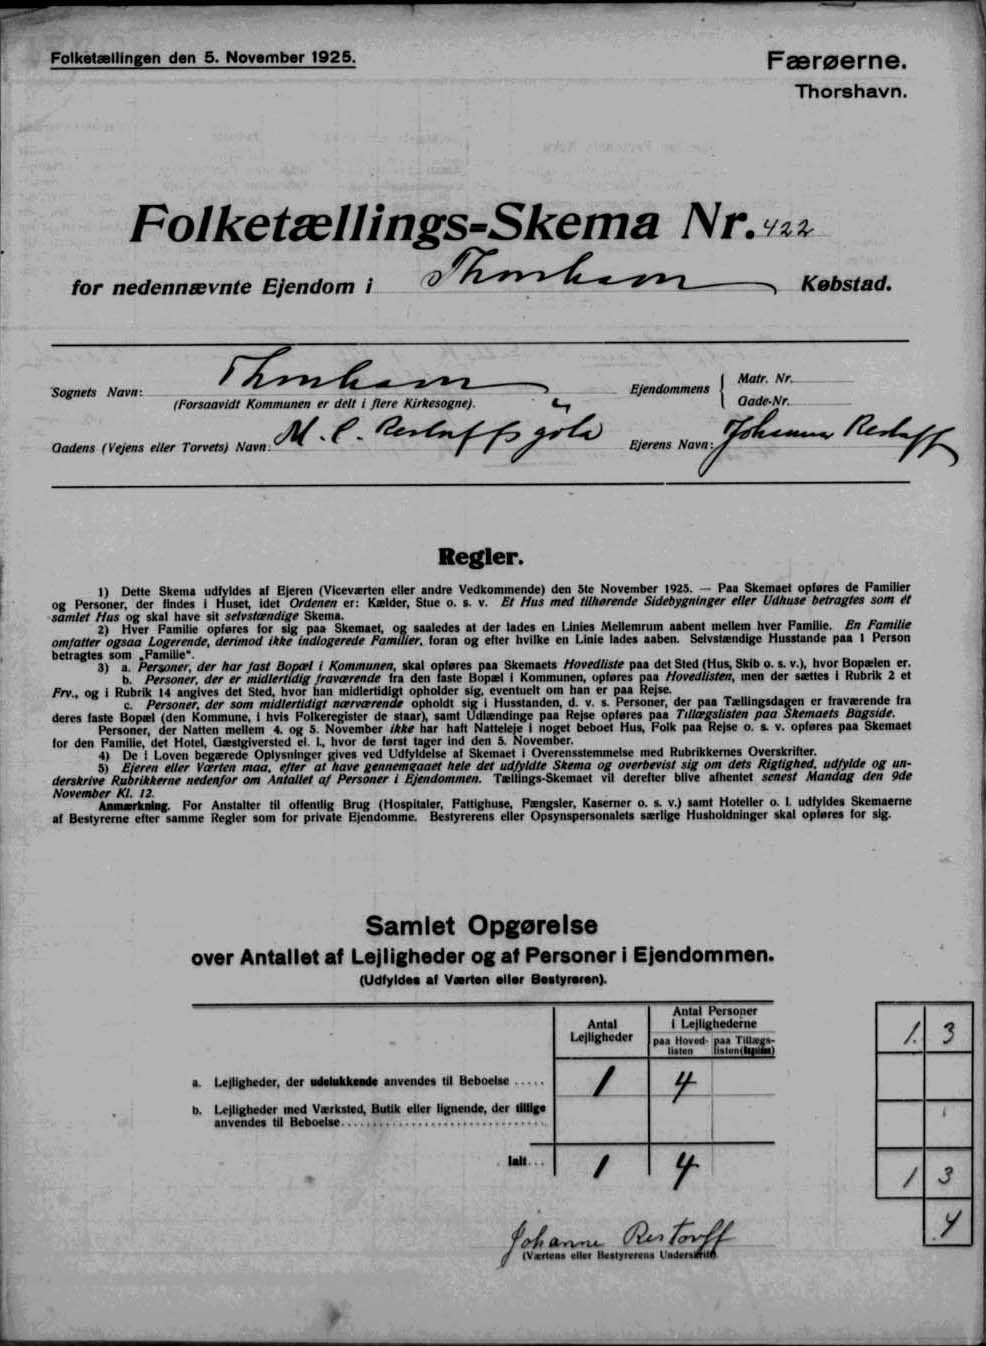 Folketællingen den 5. November 1925.
Færøerne.
Thorshavn.
Folketællings-Skema Nr. 422
for nedennævnte Ejendom i Thorshavn Købstad.
Sognets Navn: Thorshavn
(Forsaavidt Kommunen er delt i flere Kirkesogne).
Ejendommens { Matr. Nr.
Gade-Nr.
Gadens (Vejens eller Torvets) Navn: M. C. Restorffs gøta
Ejerens Navn: Johanna Restorff
Regler.
1) Dette Skema udfyldes af Ejeren (Viceværten eller andre Vedkommende) den 5te November 1925. — Paa Skemaet opføres de Familier
og Personer, der findes i Huset, idet Ordenen er: Kælder, Stue o. s. v. Et Hus med tilhørende Sidebygninger eller Udhuse betragtes som ét
samlet Hus og skal have sit selvstændige Skema.
2) Hver Familie opføres for sig paa Skemaet, og saaledes at der lades en Linies Mellemrum aabent mellem hver Familie. En Familie
omfatter ogsaa Logerende, derimod ikke indlogerede Familier, foran og efter hvilke en Linie lades aaben. Selvstændige Husstande paa 1 Person
betragtes som „Familie“.
3) a. Personer, der har fast Bopæl i Kommunen, skal opføres paa Skemaets Hovedliste paa det Sted (Hus, Skib o. s. v.), hvor Bopælen er.
b. Personer, der er midlertidig fraværende fra den faste Bopæl i Kommunen, opføres paa Hovedlisten, men der sættes i Rubrik 2 et
Frv., og i Rubrik 14 angives det Sted, hvor han midlertidigt opholder sig, eventuelt om han er paa Rejse.
c. Personer, der som midlertidigt nærværende opholdt sig i Husstanden, d. v. s. Personer, der paa Tællingsdagen er fraværende fra
deres faste Bopæl (den Kommune, i hvis Folkeregister de staar), samt Udlændinge paa Rejse opføres paa Tillægslisten paa Skemaets Bagside.
Personer, der Natten mellem 4. og 5. November ikke har haft Natteleje i noget beboet Hus, Folk paa Rejse o. s. v. opføres paa Skemaet
for den Familie, det Hotel, Gæstgiversted el. l., hvor de først tager ind den 5. November.
4) De i Loven begærede Oplysninger gives ved Udfyldelse af Skemaet i Overensstemmelse med Rubrikkernes Overskrifter.
5) Ejeren eller Værten maa, efter at have gennemgaaet hele det udfyldte Skema og overbevist sig om dets Rigtighed, udfylde og un-
derskrive Rubrikkerne nedenfor om Antallet af Personer i Ejendommen. Tællings-Skemaet vil derefter blive afhentet senest Mandag den 9de
November Kl. 12.
Anmærkning. For Anstalter til offentlig Brug (Hospitaler, Fattighuse, Fængsler, Kaserner o. s. v.) samt Hoteller o. l. udfyldes Skemaerne
af Bestyrerne efter samme Regler som for private Ejendomme. Bestyrerens eller Opsynspersonalets særlige Husholdninger skal opføres for sig.
Samlet Opgørelse
over Antallet af Lejligheder og af Personer i Ejendommen.
(Udfyldes af Værten eller Bestyreren).
Antal Lejligheder
Antal Personer i Lejlighederne
paa Hoved-listen
paa Tillægs-listen (Bagsiden)
1. 3
a. Lejligheder, der udelukkende anvendes til Beboelse ..... 1 4
b. Lejligheder med Værksted, Butik eller lignende, der tillige
anvendes til Beboelse
Ialt... 1 4
1 3
4
Johanne Restorff
(Værtens eller Bestyrerens Underskrift)